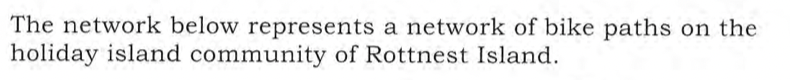 The network below represents a network of bike paths on the
holiday island community of Rottnest Island.